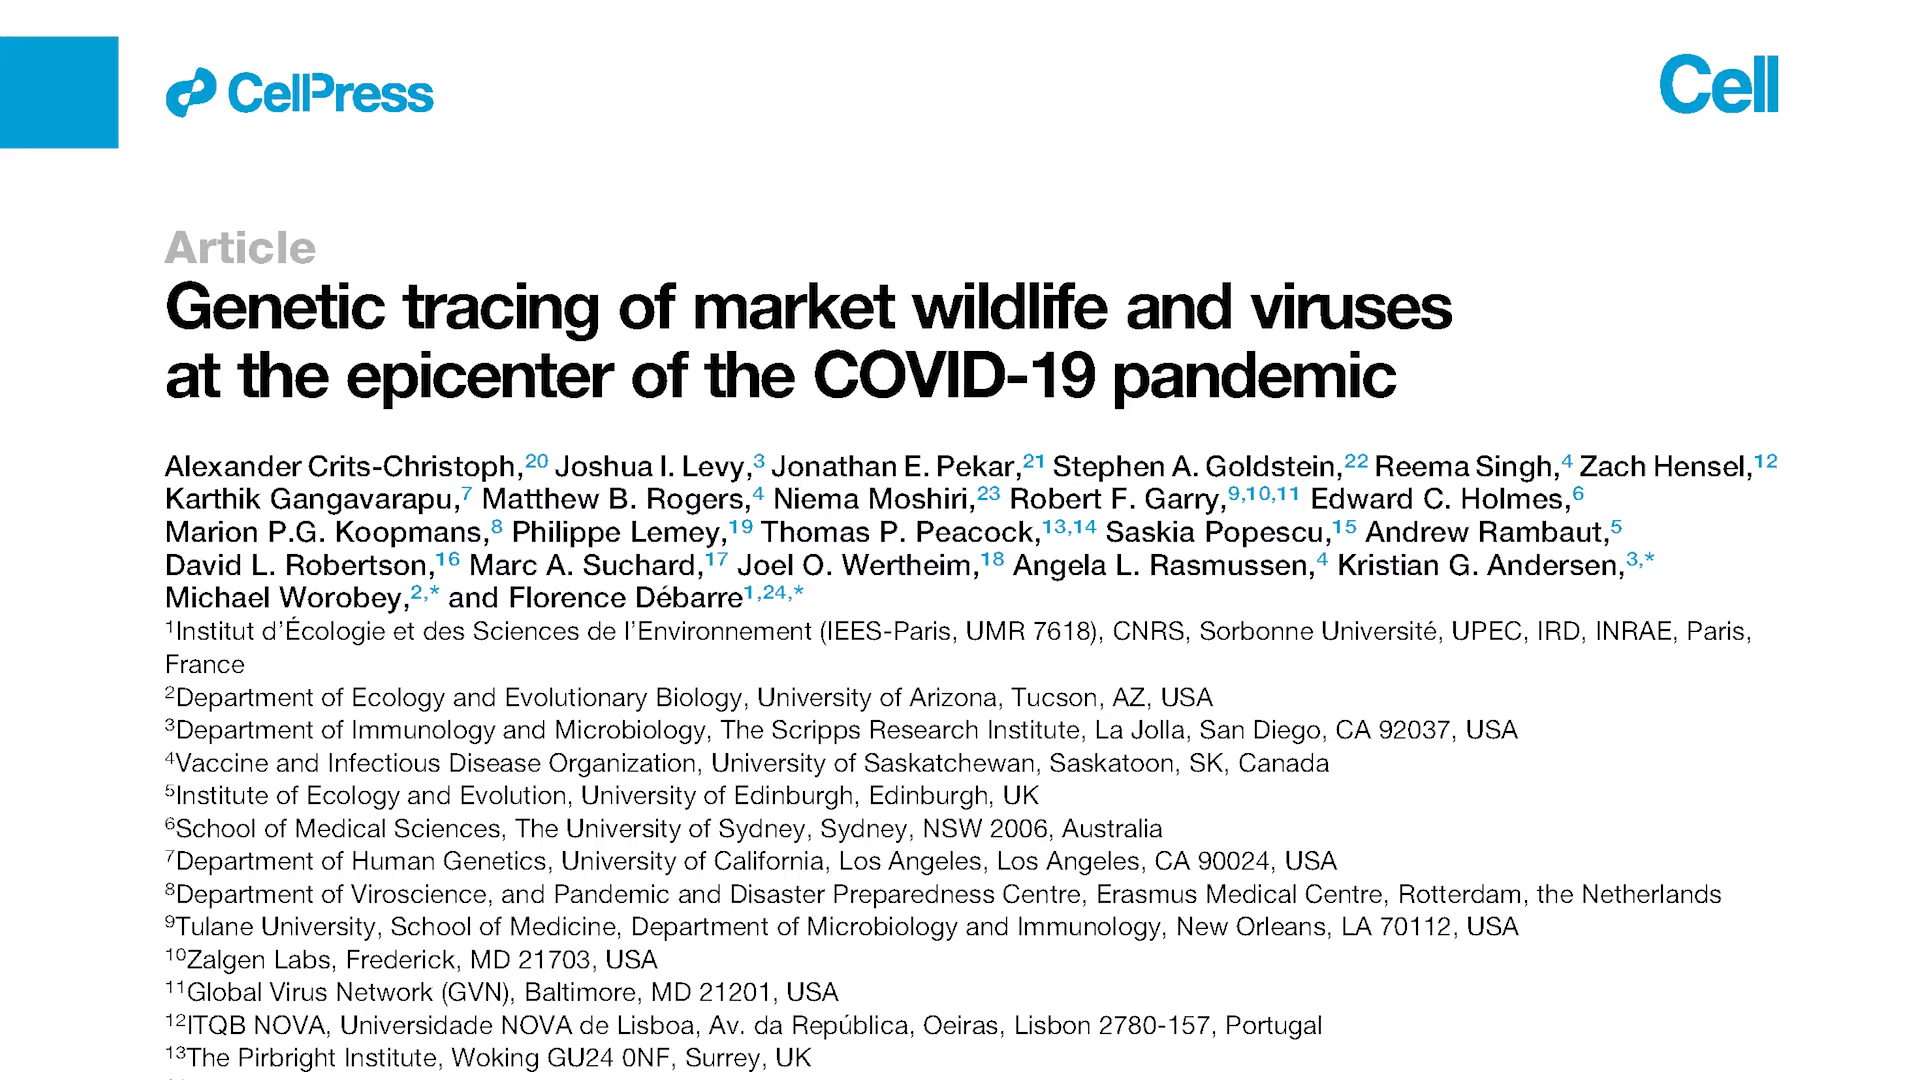 CellPress
Cell
Article
Genetic tracing of market wildlife and viruses
at the epicenter of the COVID-19 pandemic
Alexander Crits-Christoph,20 Joshua I. Levy,3 Jonathan E. Pekar,21 Stephen A. Goldstein,22 Reema Singh,4 Zach Hensel,12
Karthik Gangavarapu,7 Matthew B. Rogers,4 Niema Moshiri,23 Robert F. Garry,9,10,11 Edward C. Holmes,6
Marion P.G. Koopmans,8 Philippe Lemey,19 Thomas P. Peacock,13,14 Saskia Popescu,15 Andrew Rambaut,5
David L. Robertson,16 Marc A. Suchard,17 Joel O. Wertheim,18 Angela L. Rasmussen,4 Kristian G. Andersen,3,*
Michael Worobey,2,* and Florence Débarre1,24,*
1Institut d'Écologie et des Sciences de l'Environnement (IEES-Paris, UMR 7618), CNRS, Sorbonne Université, UPEC, IRD, INRAE, Paris,
France
2Department of Ecology and Evolutionary Biology, University of Arizona, Tucson, AZ, USA
3Department of Immunology and Microbiology, The Scripps Research Institute, La Jolla, San Diego, CA 92037, USA
4Vaccine and Infectious Disease Organization, University of Saskatchewan, Saskatoon, SK, Canada
5Institute of Ecology and Evolution, University of Edinburgh, Edinburgh, UK
6School of Medical Sciences, The University of Sydney, Sydney, NSW 2006, Australia
7Department of Human Genetics, University of California, Los Angeles, Los Angeles, CA 90024, USA
8Department of Viroscience, and Pandemic and Disaster Preparedness Centre, Erasmus Medical Centre, Rotterdam, the Netherlands
9Tulane University, School of Medicine, Department of Microbiology and Immunology, New Orleans, LA 70112, USA
10Zalgen Labs, Frederick, MD 21703, USA
11Global Virus Network (GVN), Baltimore, MD 21201, USA
12ITQB NOVA, Universidade NOVA de Lisboa, Av. da República, Oeiras, Lisbon 2780-157, Portugal
13The Pirbright Institute, Woking GU24 0NF, Surrey, UK